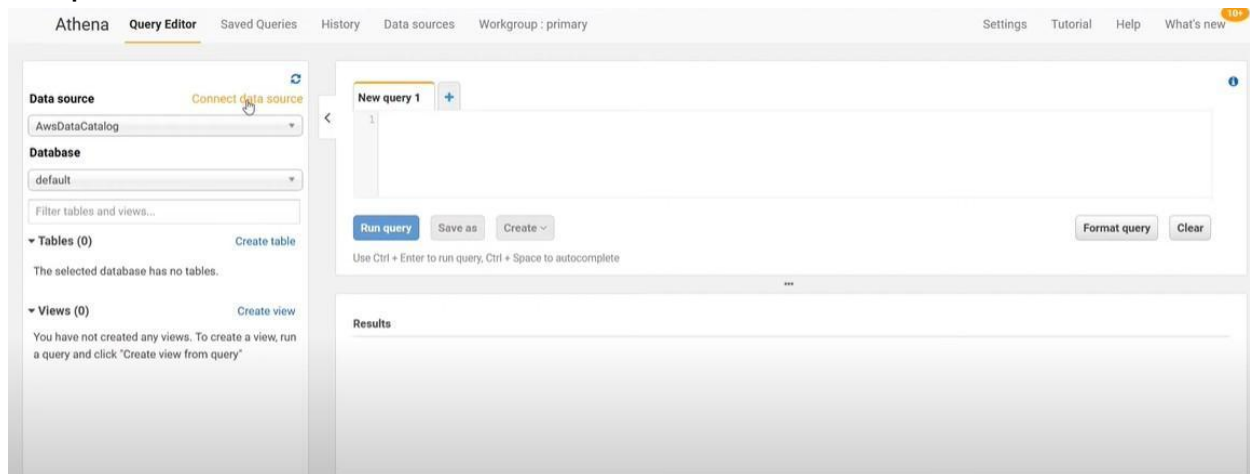 Athena Query Editor Saved Queries History Data sources Workgroup : primary Settings Tutorial Help What's new 10+
Data source Connect data source
AwsDataCatalog
Database
default
Filter tables and views...
Tables (0) Create table
The selected database has no tables.
Views (0) Create view
You have not created any views. To create a view, run
a query and click "Create view from query"
New query 1
1
Run query Save as Create Format query Clear
Use Ctrl + Enter to run query, Ctrl + Space to autocomplete
Results